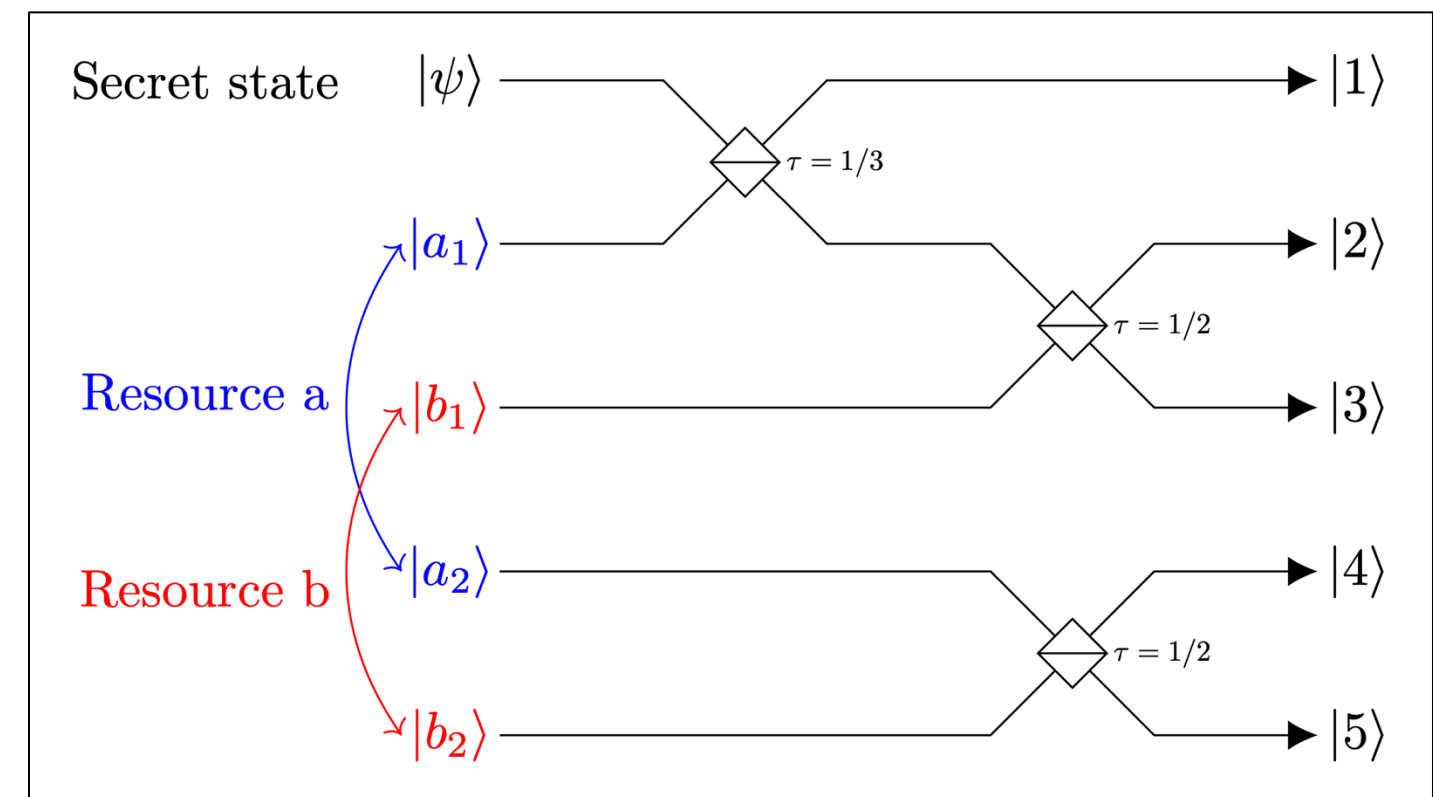 Secret state |ψ⟩ |1⟩
τ = 1/3
|a₁⟩ |2⟩
τ = 1/2
Resource a |b₁⟩ |3⟩
|a₂⟩ |4⟩
Resource b
τ = 1/2
|b₂⟩ |5⟩